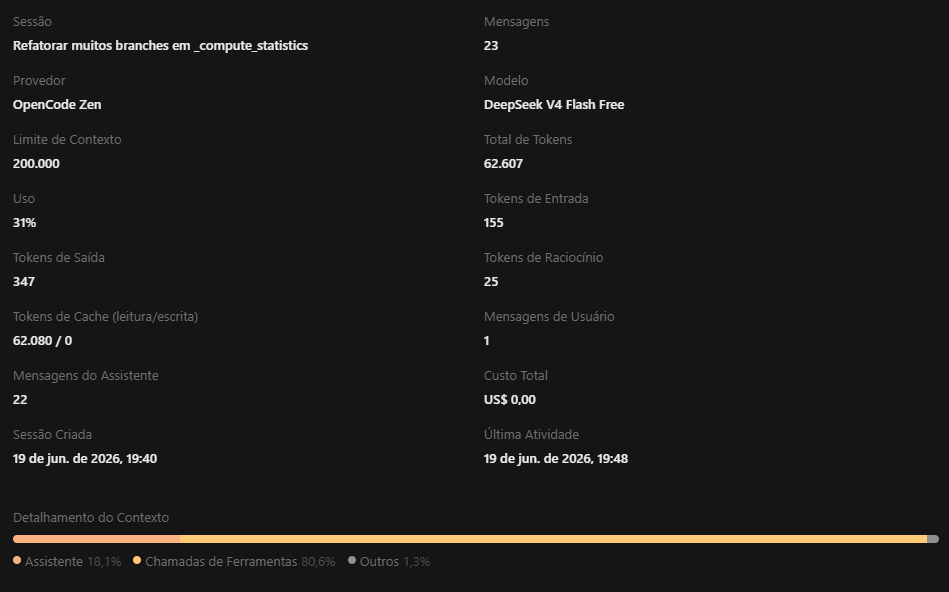 Sessão
Mensagens
Refatorar muitos branches em _compute_statistics
23
Provedor
Modelo
OpenCode Zen
DeepSeek V4 Flash Free
Limite de Contexto
Total de Tokens
200.000
62.607
Uso
Tokens de Entrada
31%
155
Tokens de Saída
Tokens de Raciocínio
347
25
Tokens de Cache (leitura/escrita)
Mensagens de Usuário
62.080 / 0
1
Mensagens do Assistente
Custo Total
22
US$ 0,00
Sessão Criada
Última Atividade
19 de jun. de 2026, 19:40
19 de jun. de 2026, 19:48
Detalhamento do Contexto
Assistente 18,1% Chamadas de Ferramentas 80,6% Outros 1,3%